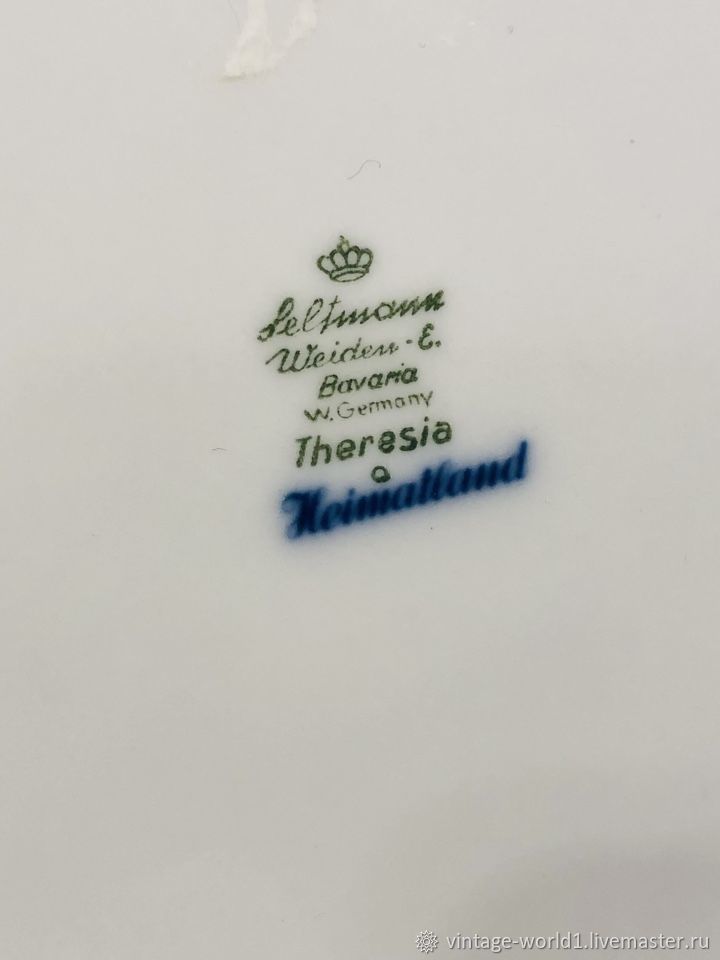 Seltmann
Weiden-E.
Bavaria
W. Germany
Theresia
Heimatland
vintage-world1.livemaster.ru